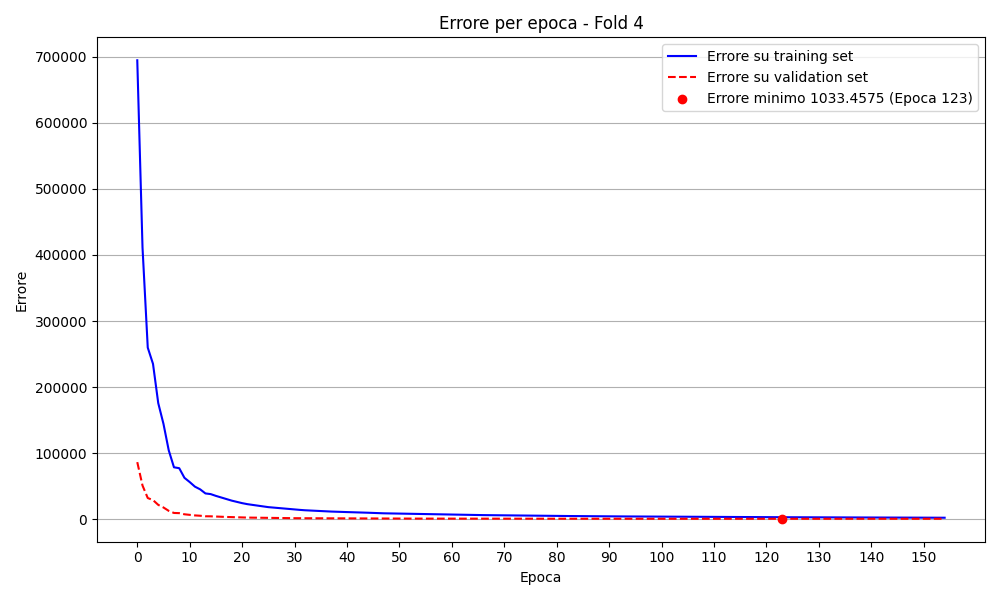 Errore per epoca - Fold 4
Errore su training set
Errore su validation set
Errore minimo 1033.4575 (Epoca 123)
Errore
700000
600000
500000
400000
300000
200000
100000
0
0 10 20 30 40 50 60 70 80 90 100 110 120 130 140 150
Epoca